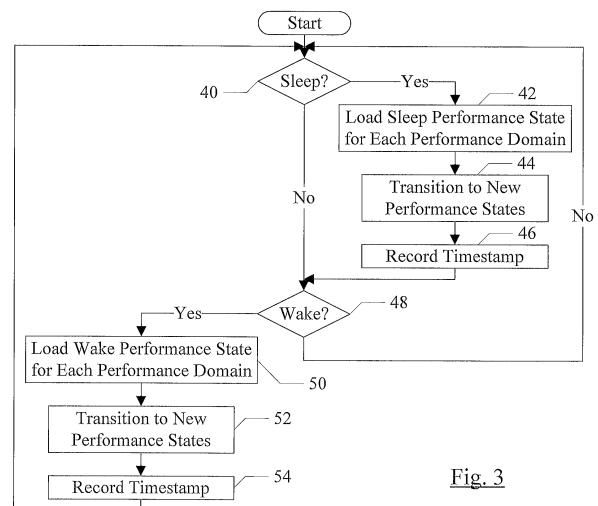 Start
Sleep?
40
Yes
42
Load Sleep Performance State
for Each Performance Domain
44
Transition to New
Performance States
No
No
46
Record Timestamp
Wake?
48
Yes
Load Wake Performance State
for Each Performance Domain
50
Transition to New
Performance States
52
Record Timestamp
54
Fig. 3